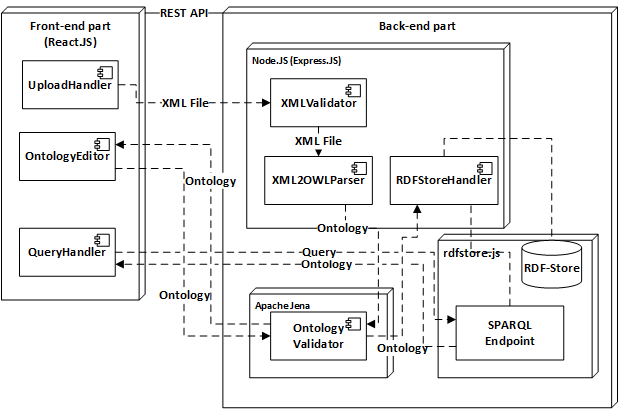 Front-end part
(React.JS)
REST API
Back-end part
Node.JS (Express.JS)
UploadHandler
XML File
XMLValidator
XML File
OntologyEditor
Ontology
XML2OWLParser
RDFStoreHandler
Ontology
QueryHandler
Query
Ontology
rdfstore.js
RDF-Store
Ontology
Apache Jena
Ontology
Validator
Ontology
SPARQL
Endpoint